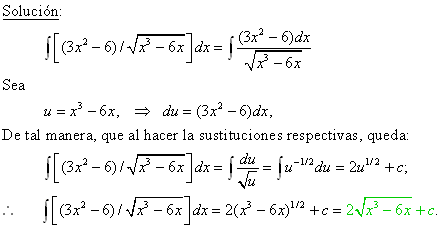 Solución:
∫[(3x² – 6) / √(x³ – 6x)]dx = ∫ (3x² – 6)dx / √(x³ – 6x)
Sea
u = x³ – 6x, ⇒ du = (3x² – 6)dx,
De tal manera, que al hacer la sustituciones respectivas, queda:
∫[(3x² – 6) / √(x³ – 6x)]dx = ∫ du/√u = ∫u^(–1/2) du = 2u^(1/2) + c;
∴ ∫[(3x² – 6) / √(x³ – 6x)]dx = 2(x³ – 6x)^(1/2) + c = 2√(x³ – 6x) + c.